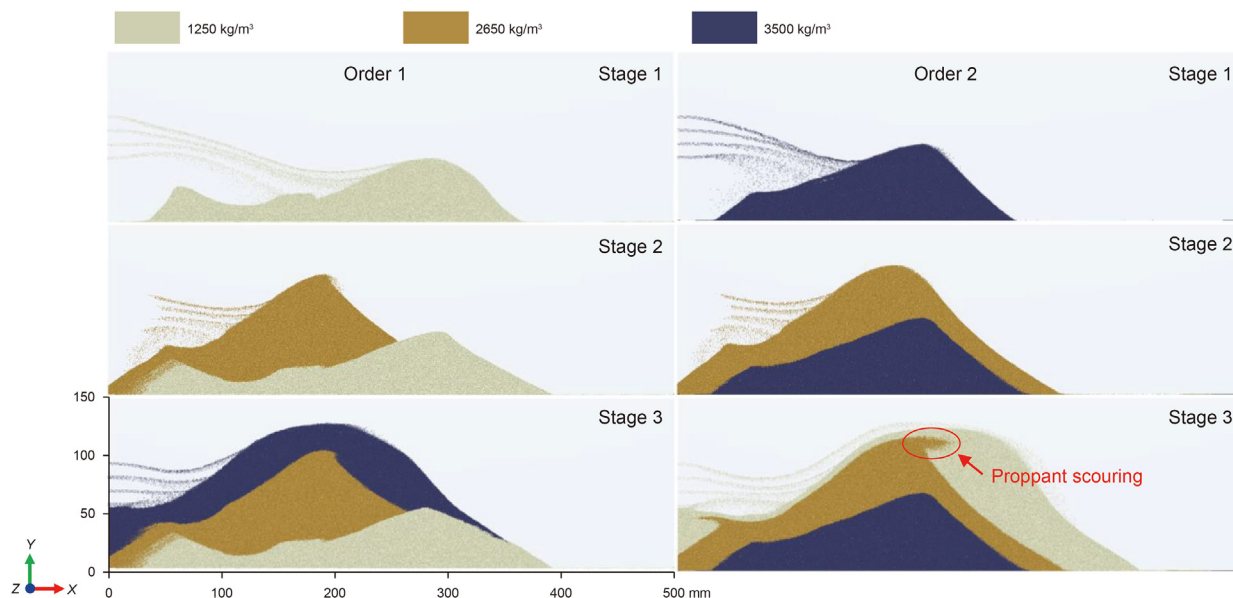 1250 kg/m³
2650 kg/m³
3500 kg/m³
Order 1
Stage 1
Order 2
Stage 1
Stage 2
Stage 2
150
100
50
0
Stage 3
Stage 3
Proppant scouring
Y
Z
X
0
100
200
300
400
500 mm